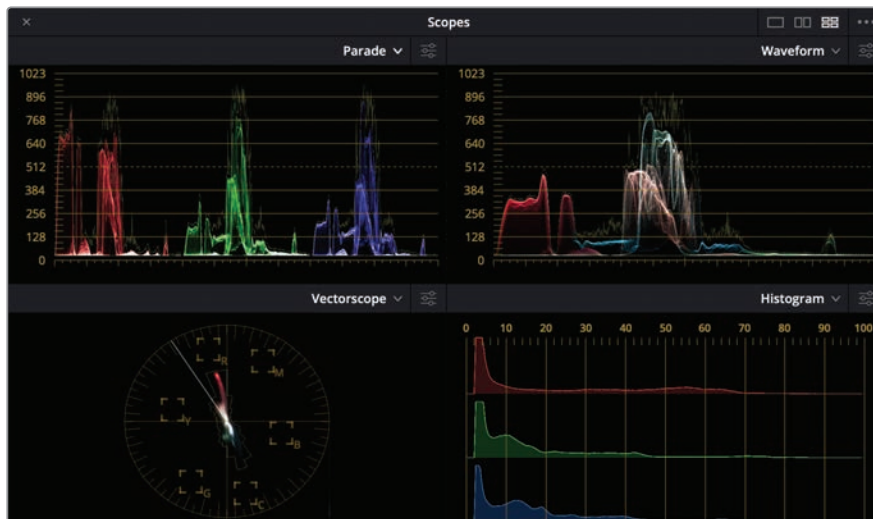 × Scopes •••
Parade Waveform
1023 1023
896 896
768 768
640 640
512 512
384 384
256 256
128 128
0 0
Vectorscope Histogram
0 10 20 30 40 50 60 70 80 90 100
R
M
Y
B
G
C